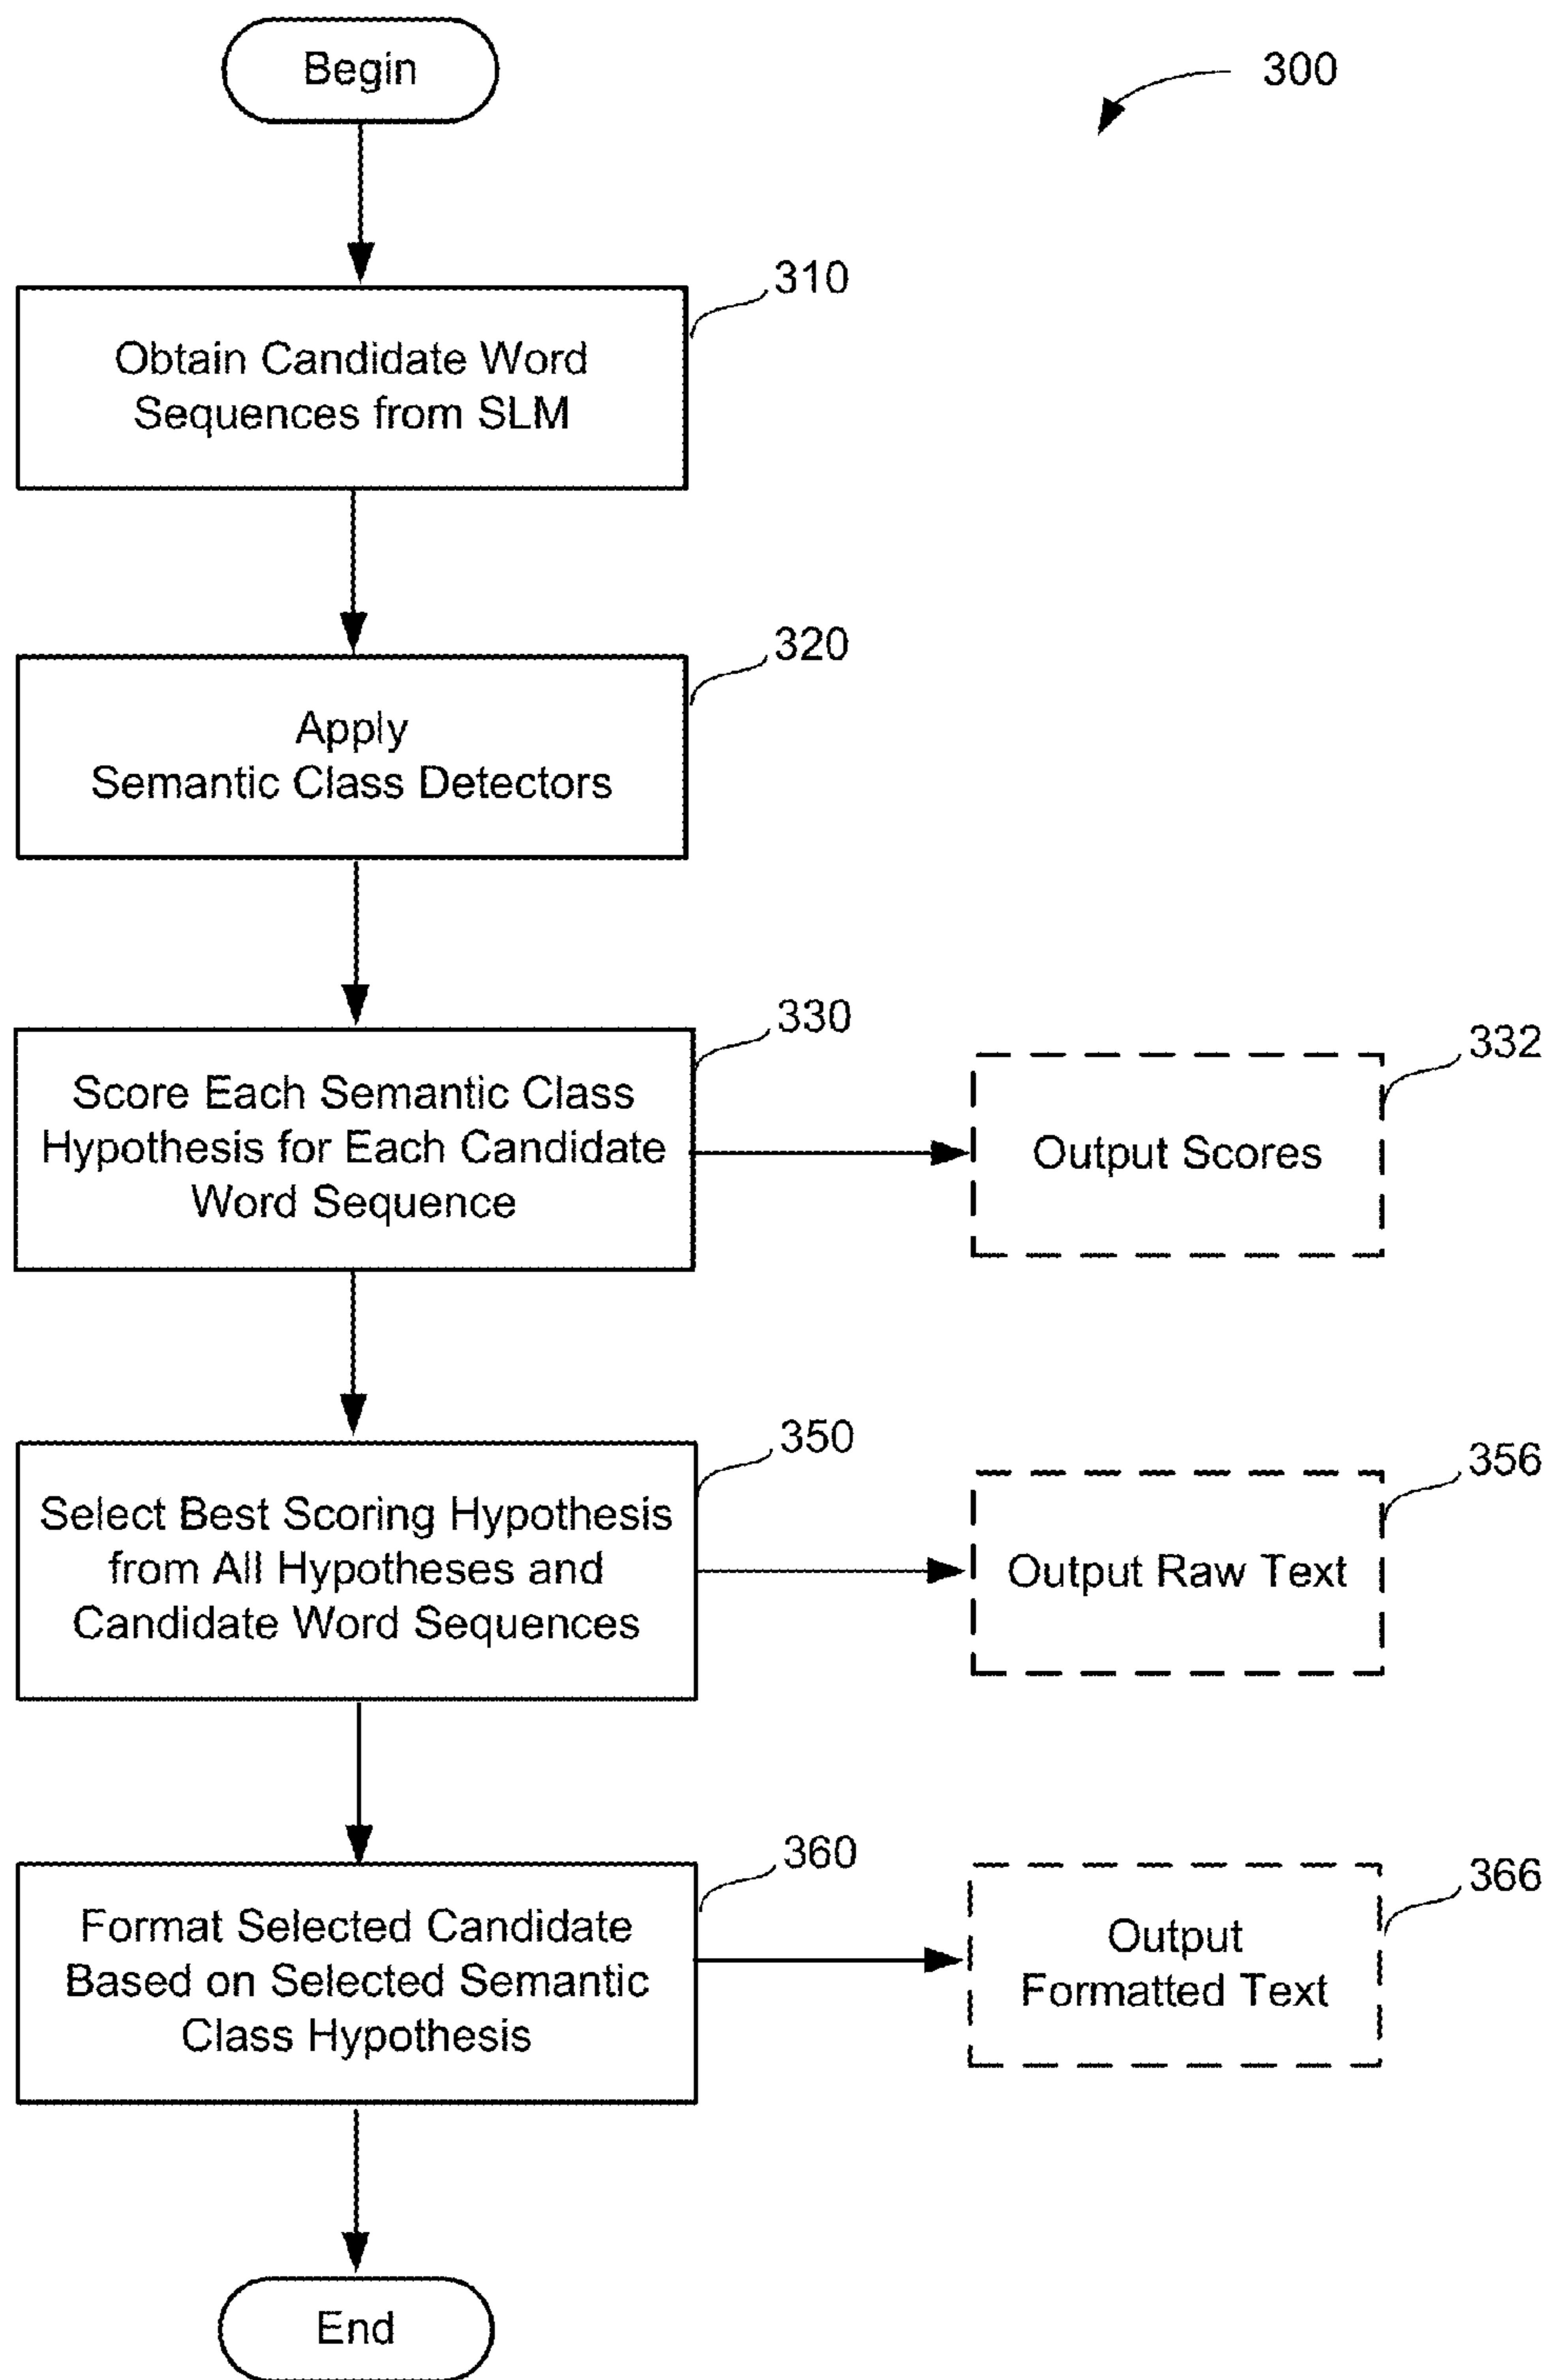 Begin
300
310
Obtain Candidate Word
Sequences from SLM
320
Apply
Semantic Class Detectors
330
Score Each Semantic Class
Hypothesis for Each Candidate
Word Sequence
332
Output Scores
350
Select Best Scoring Hypothesis
from All Hypotheses and
Candidate Word Sequences
356
Output Raw Text
360
Format Selected Candidate
Based on Selected Semantic
Class Hypothesis
366
Output
Formatted Text
End